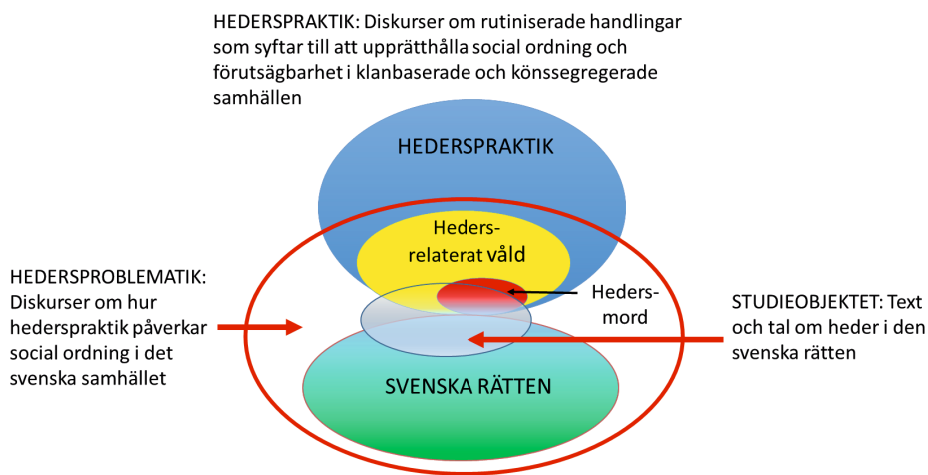 HEDERSPRAKTIK: Diskurser om rutiniserade handlingar
som syftar till att upprätthålla social ordning och
förutsägbarhet i klanbaserade och könssegregerade
samhällen
HEDERSPRAKTIK
Heders-
relaterat våld
HEDERSPROBLEMATIK:
Diskurser om hur
hederspraktik påverkar
social ordning i det
svenska samhället
Heders-
mord
STUDIEOBJEKTET: Text
och tal om heder i den
svenska rätten
SVENSKA RÄTTEN